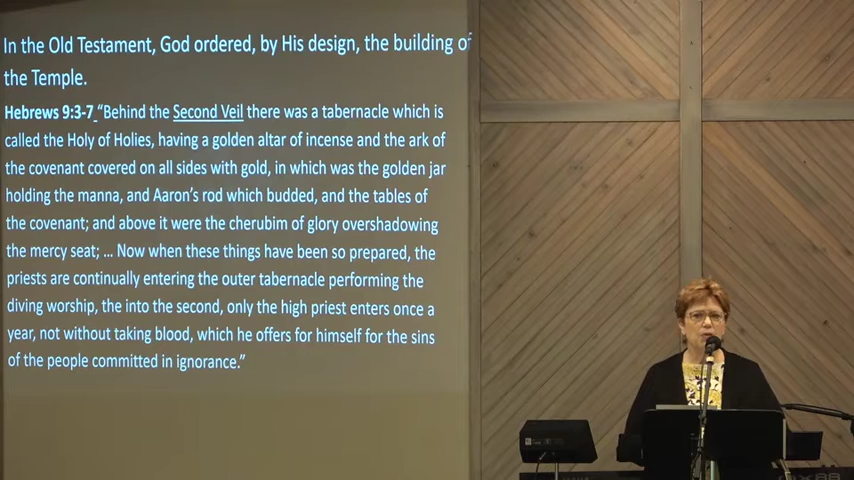 In the Old Testament, God ordered, by His design, the building of
the Temple.
Hebrews 9:3-7 “Behind the Second Veil there was a tabernacle which is
called the Holy of Holies, having a golden altar of incense and the ark of
the covenant covered on all sides with gold, in which was the golden jar
holding the manna, and Aaron’s rod which budded, and the tables of
the covenant; and above it were the cherubim of glory overshadowing
the mercy seat; ... Now when these things have been so prepared, the
priests are continually entering the outer tabernacle performing the
diving worship, the into the second, only the high priest enters once a
year, not without taking blood, which he offers for himself for the sins
of the people committed in ignorance.”